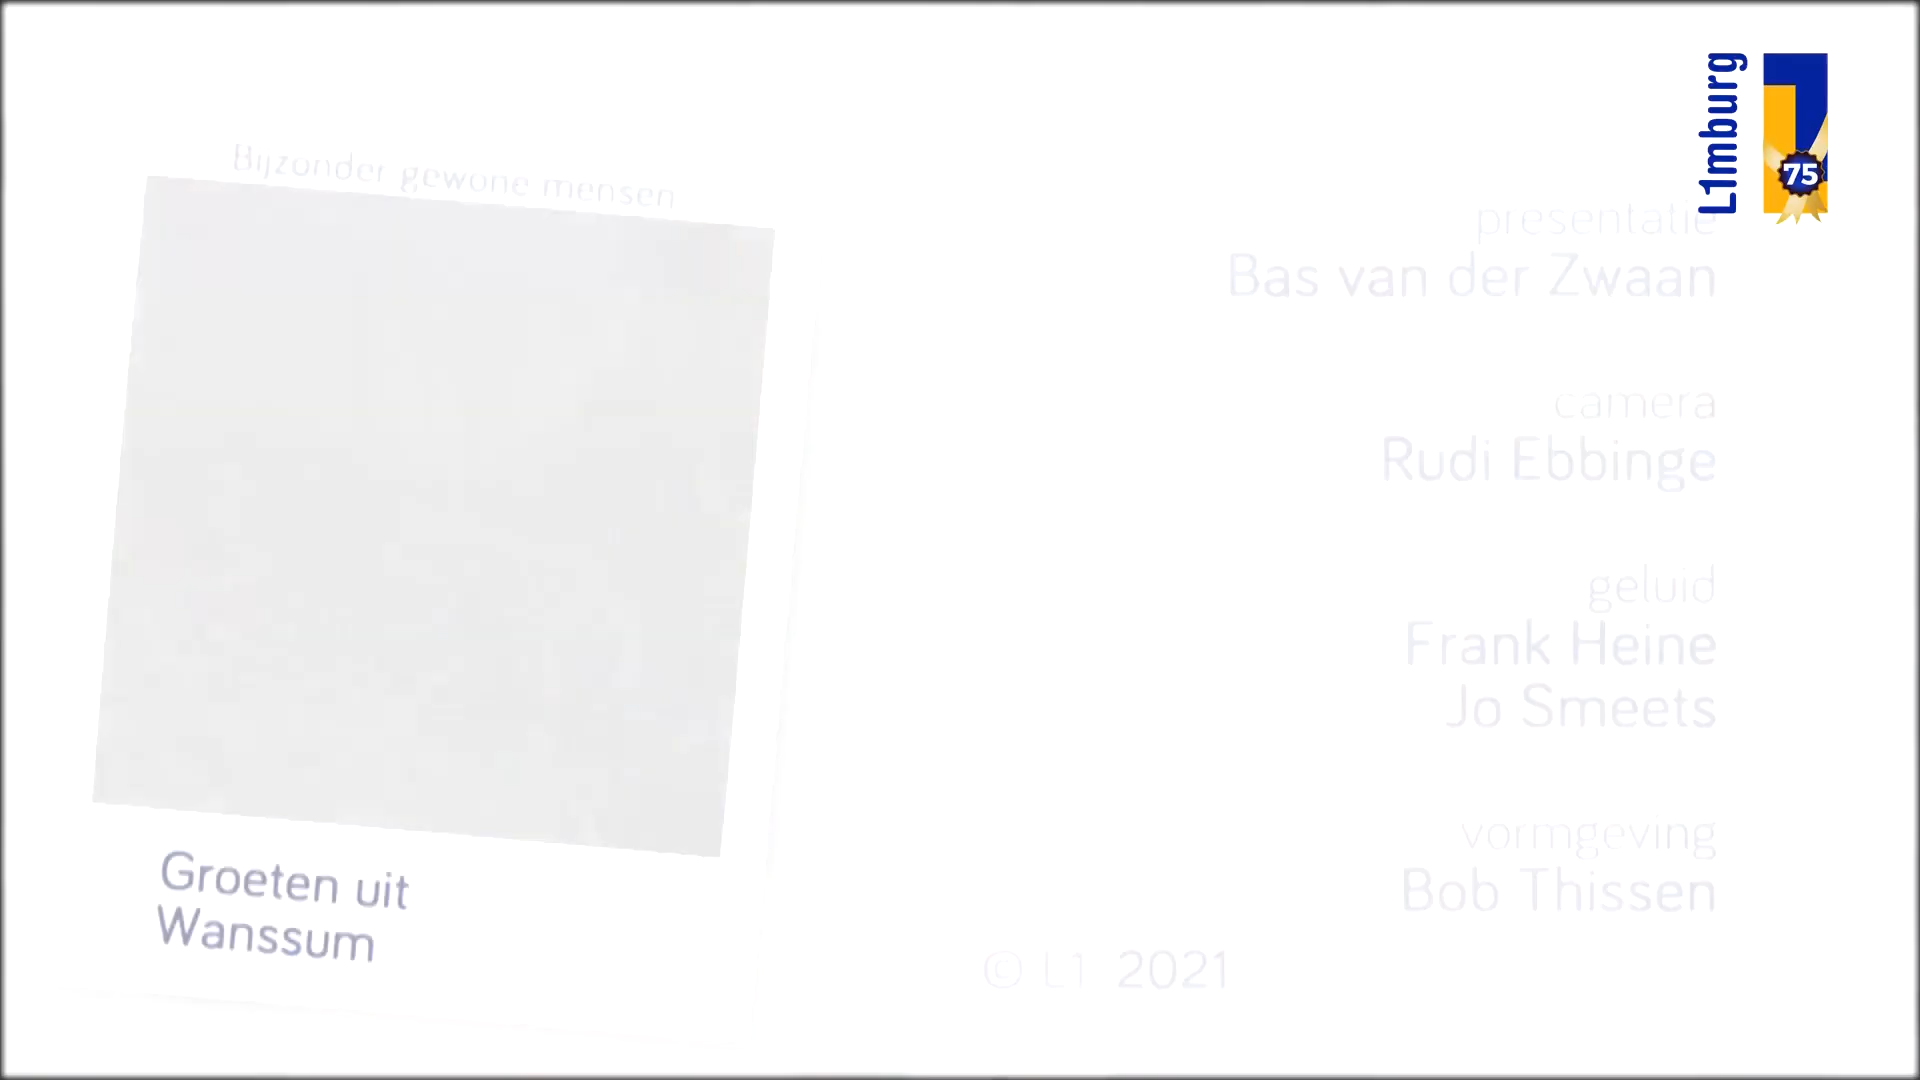 L1mburg
75
Bijzonder gewone mensen
Groeten uit
Wanssum
presentatie
Bas van der Zwaan
camera
Rudi Ebbinge
geluid
Frank Heine
Jo Smeets
vormgeving
Bob Thissen
© L1 2021